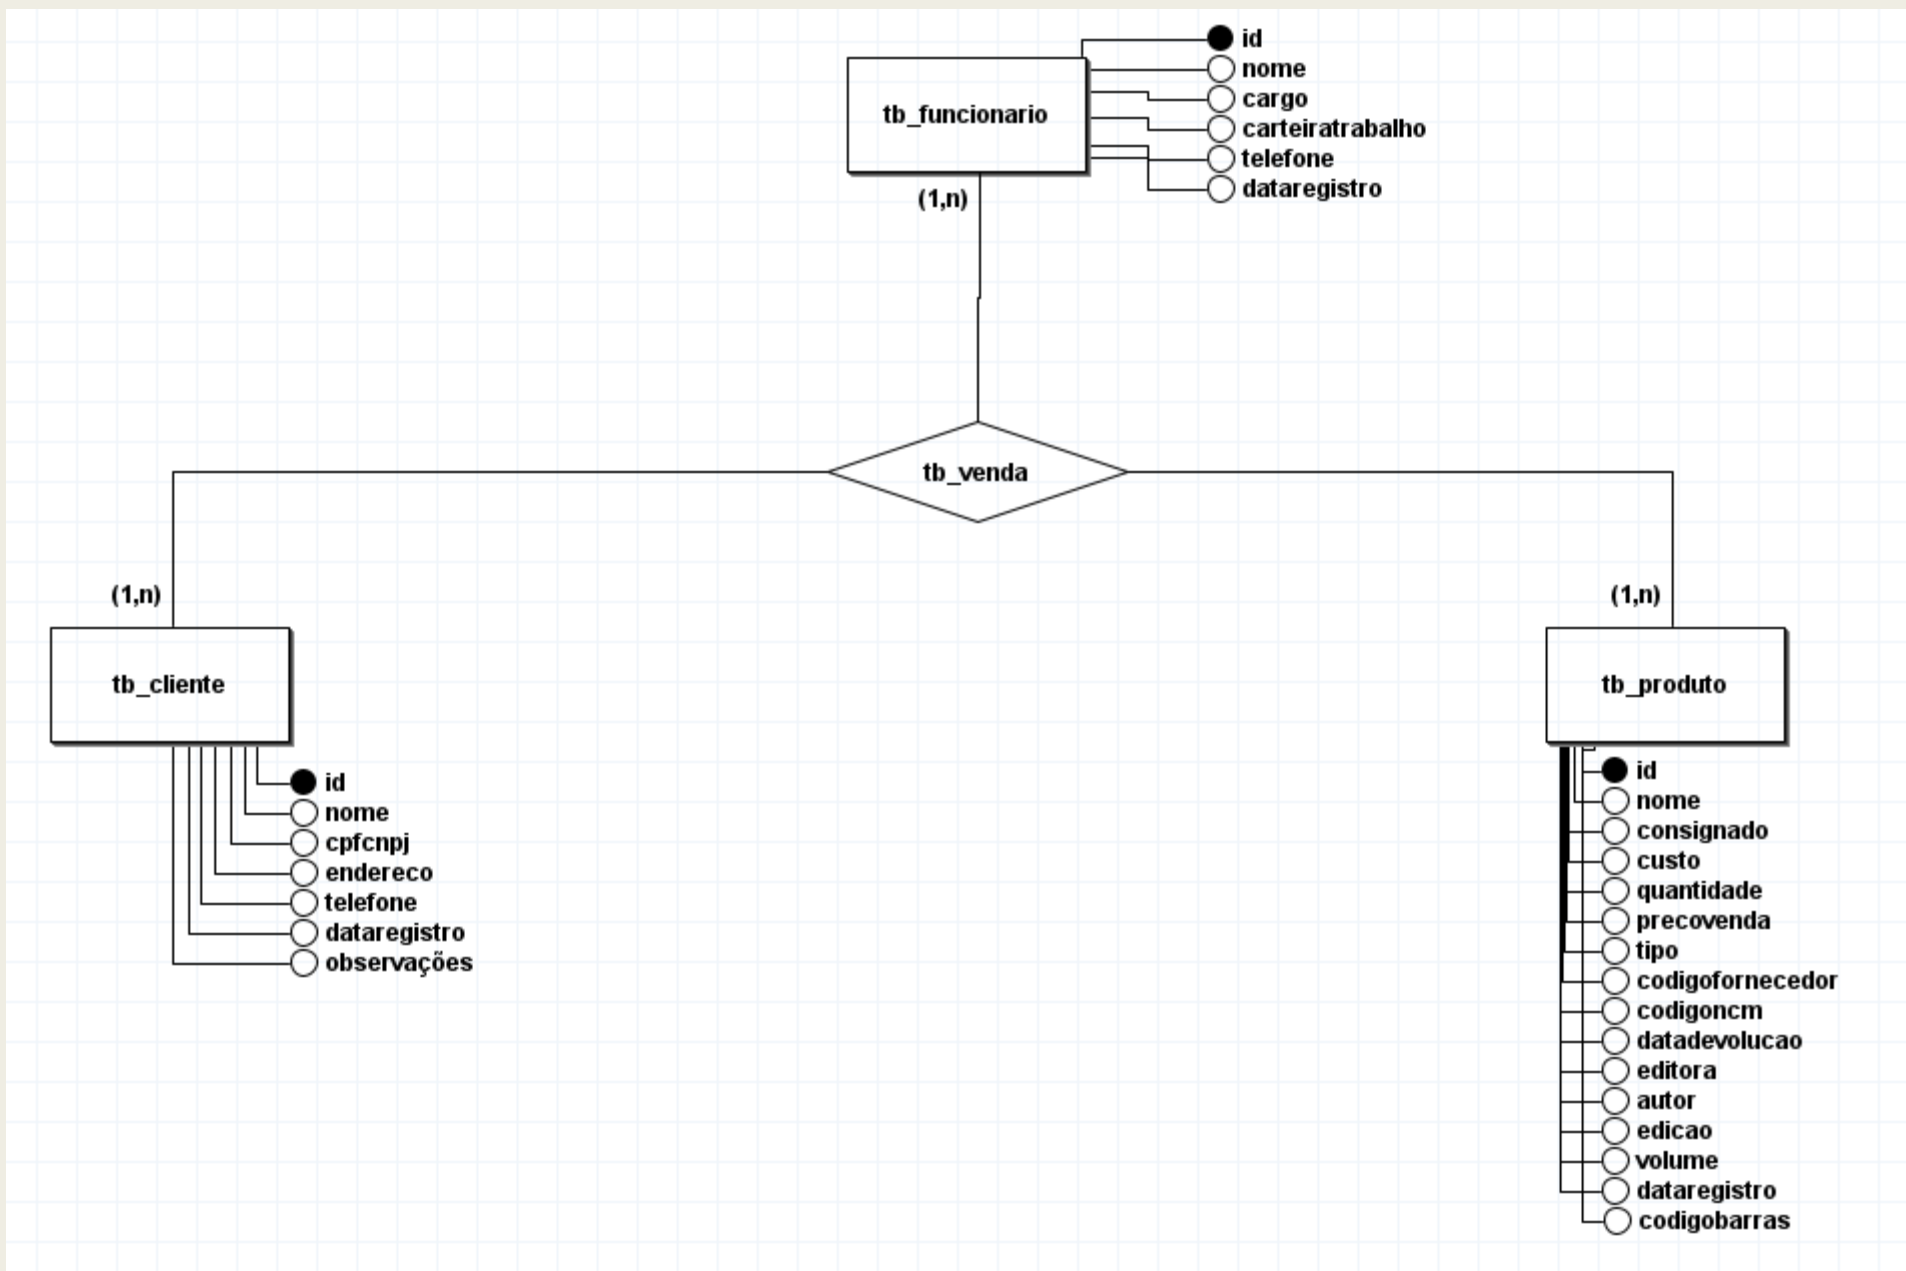 id
nome
cargo
carteiratrabalho
telefone
dataregistro
tb_funcionario
(1,n)
tb_venda
(1,n)
tb_cliente
id
nome
cpfcnpj
endereco
telefone
dataregistro
observações
(1,n)
tb_produto
id
nome
consignado
custo
quantidade
precovenda
tipo
codigofornecedor
codigoncm
datadevolucao
editora
autor
edicao
volume
dataregistro
codigobarras